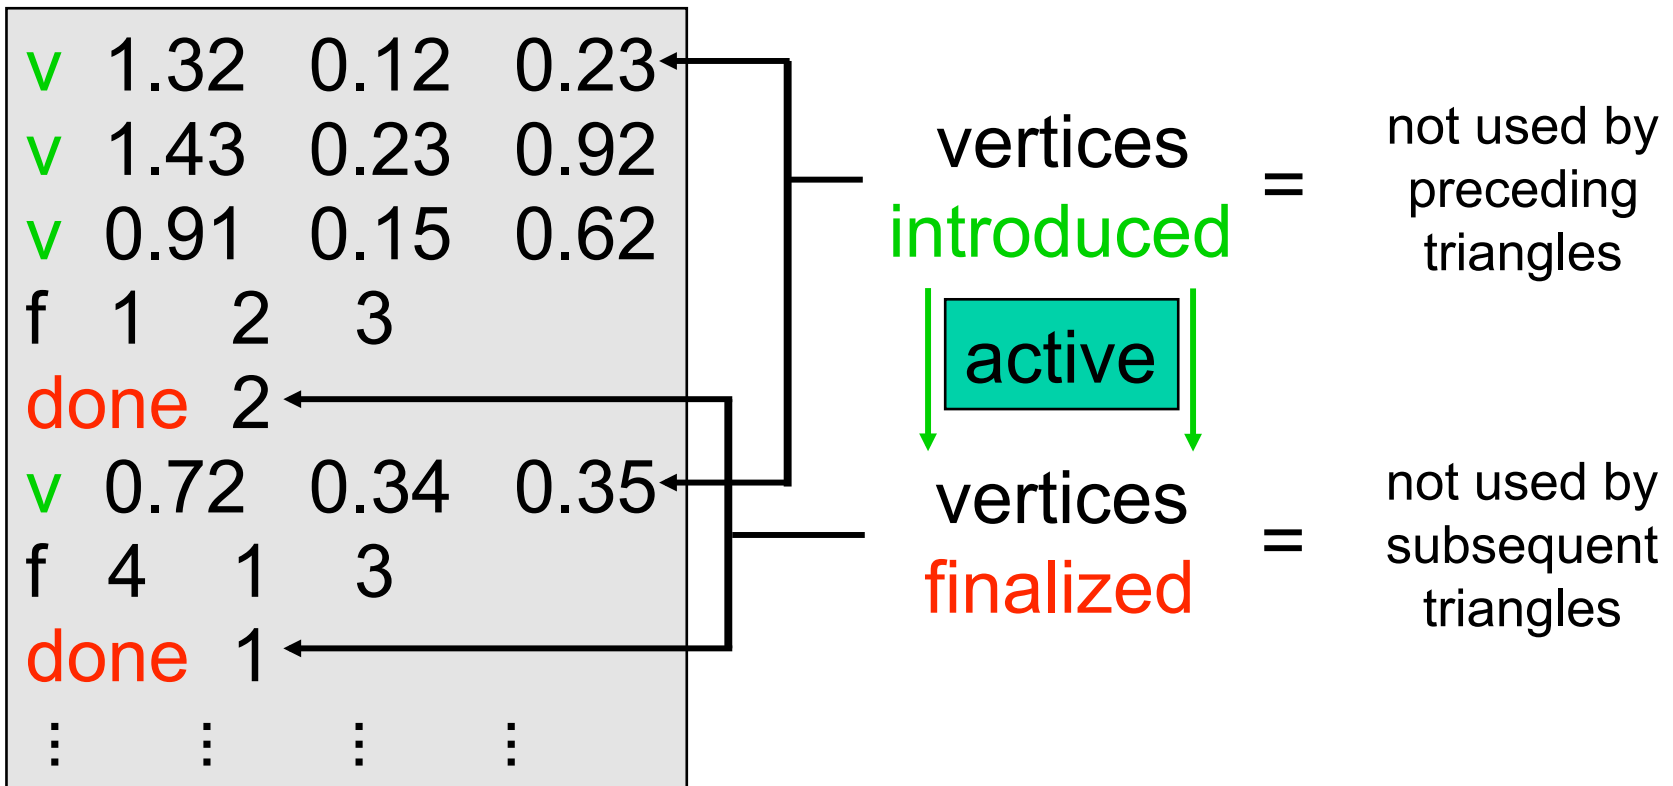 v 1.32 0.12 0.23
v 1.43 0.23 0.92
v 0.91 0.15 0.62
f 1 2 3
done 2
v 0.72 0.34 0.35
f 4 1 3
done 1
⋮ ⋮ ⋮ ⋮
vertices
introduced
=
not used by
preceding
triangles
active
vertices
finalized
=
not used by
subsequent
triangles